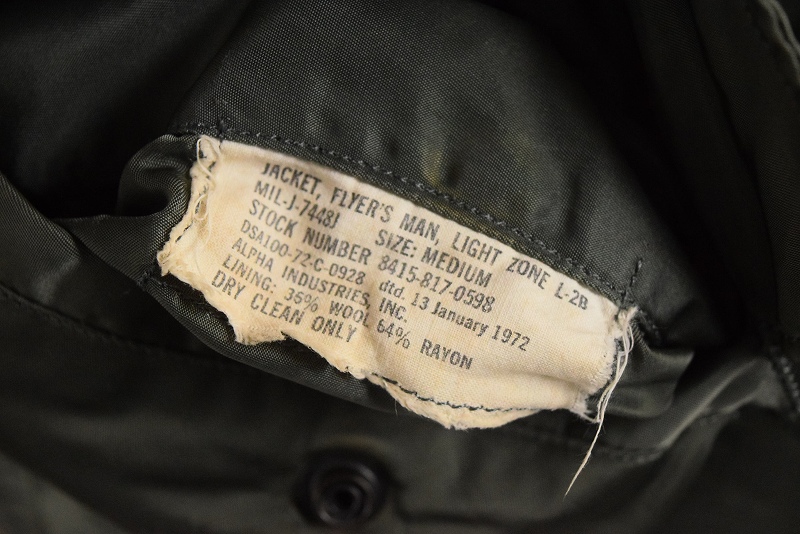 JACKET, FLYER'S MAN, LIGHT ZONE L-2B
MIL-J-7448J SIZE: MEDIUM
STOCK NUMBER 8415-817-0598
DSA100-72-C-0928 dtd. 13 January 1972
ALPHA INDUSTRIES, INC.
LINING: 36% WOOL 64% RAYON
DRY CLEAN ONLY